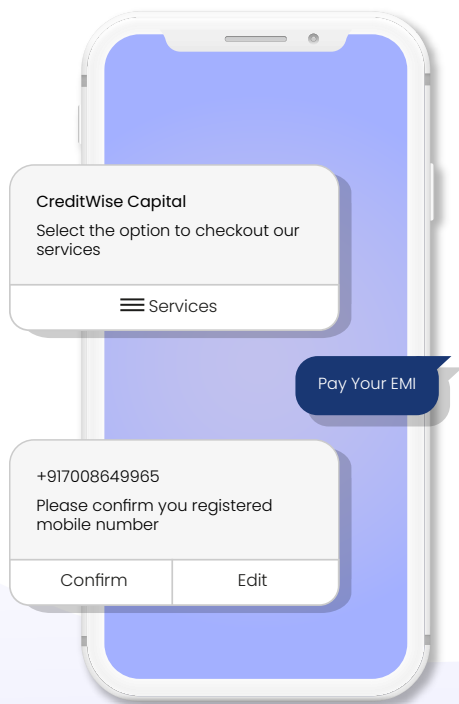 CreditWise Capital
Select the option to checkout our
services
Services
Pay Your EMI
+917008649965
Please confirm you registered
mobile number
Confirm
Edit